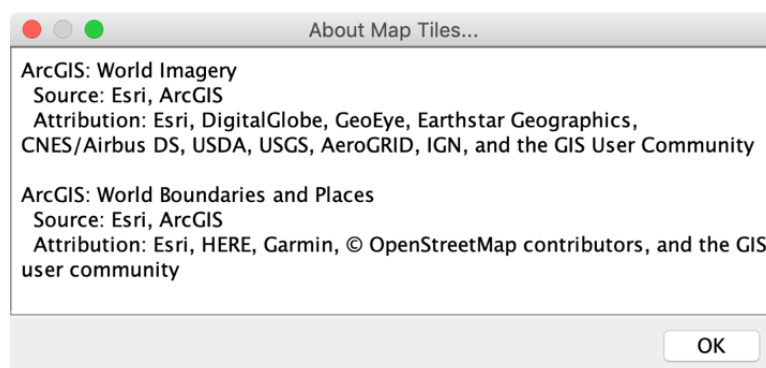 About Map Tiles...
ArcGIS: World Imagery
Source: Esri, ArcGIS
Attribution: Esri, DigitalGlobe, GeoEye, Earthstar Geographics,
CNES/Airbus DS, USDA, USGS, AeroGRID, IGN, and the GIS User Community
ArcGIS: World Boundaries and Places
Source: Esri, ArcGIS
Attribution: Esri, HERE, Garmin, © OpenStreetMap contributors, and the GIS
user community
OK